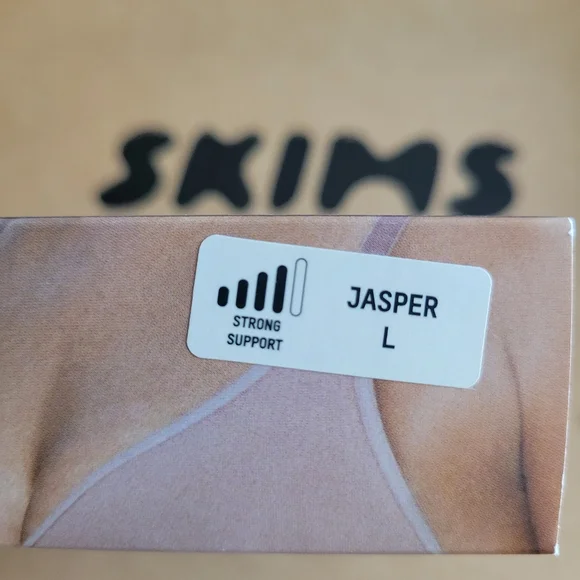 SKIMS
JASPER
L
STRONG
SUPPORT